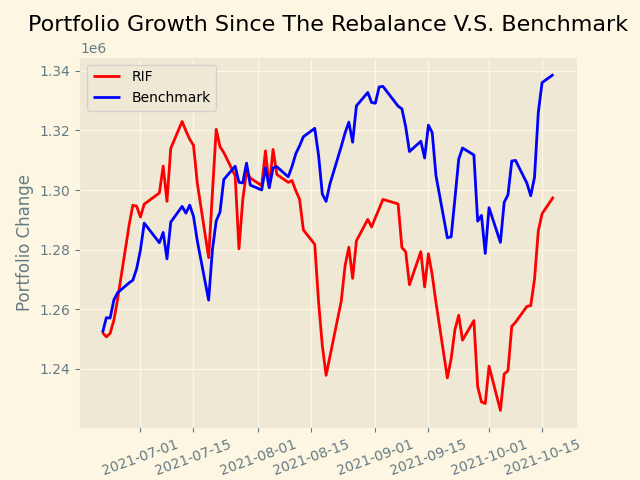 Portfolio Growth Since The Rebalance V.S. Benchmark
1e6
RIF
Benchmark
Portfolio Change
1.34
1.32
1.30
1.28
1.26
1.24
2021-07-01
2021-07-15
2021-08-01
2021-08-15
2021-09-01
2021-09-15
2021-10-01
2021-10-15